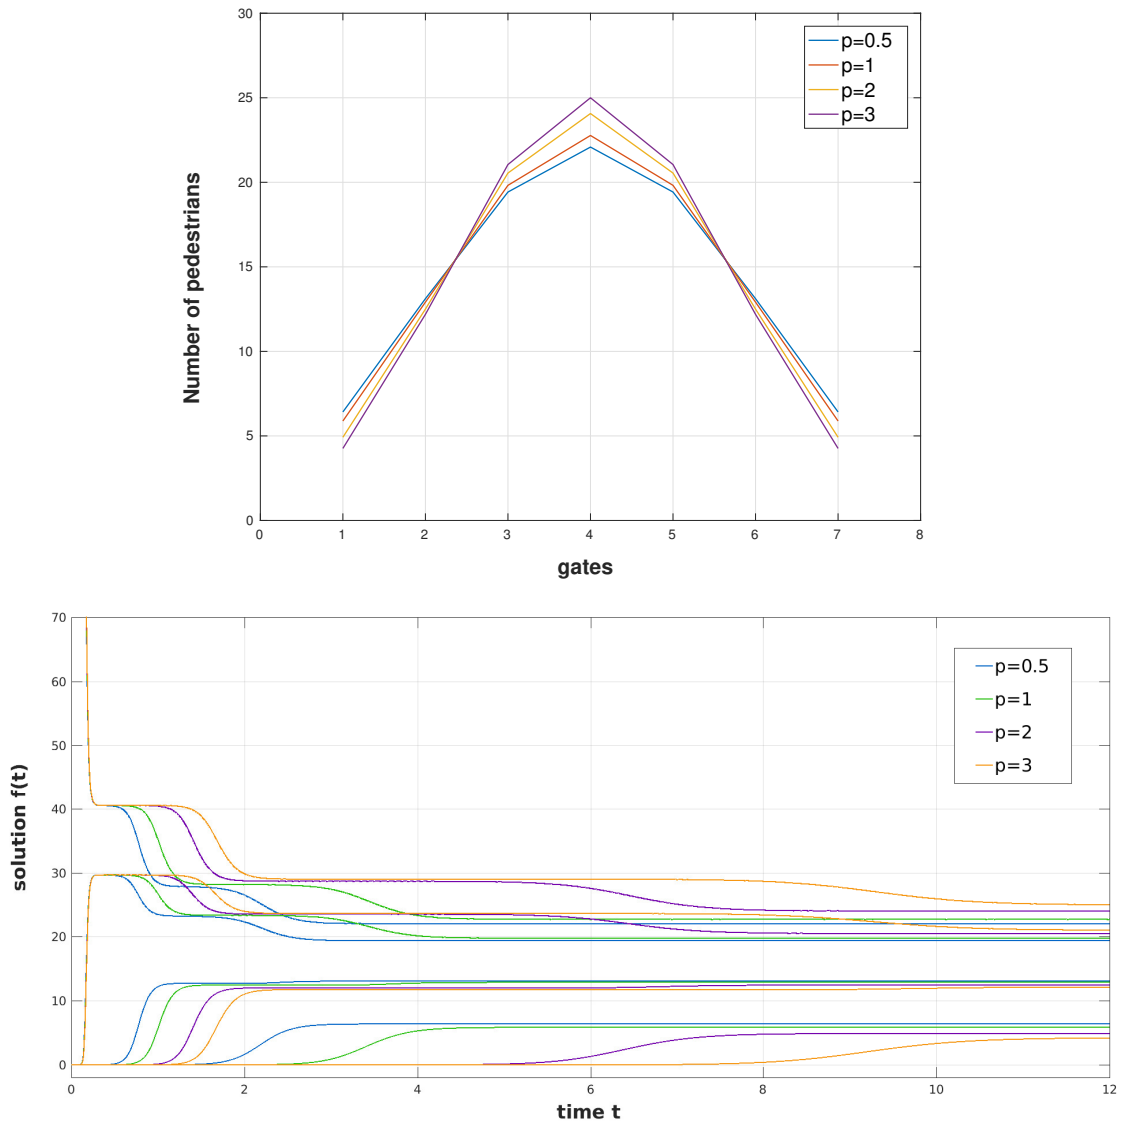 30
25
20
15
10
5
0
0 1 2 3 4 5 6 7 8
Number of pedestrians
gates
p=0.5
p=1
p=2
p=3
70
60
50
40
30
20
10
0
0 2 4 6 8 10 12
solution f(t)
time t
p=0.5
p=1
p=2
p=3